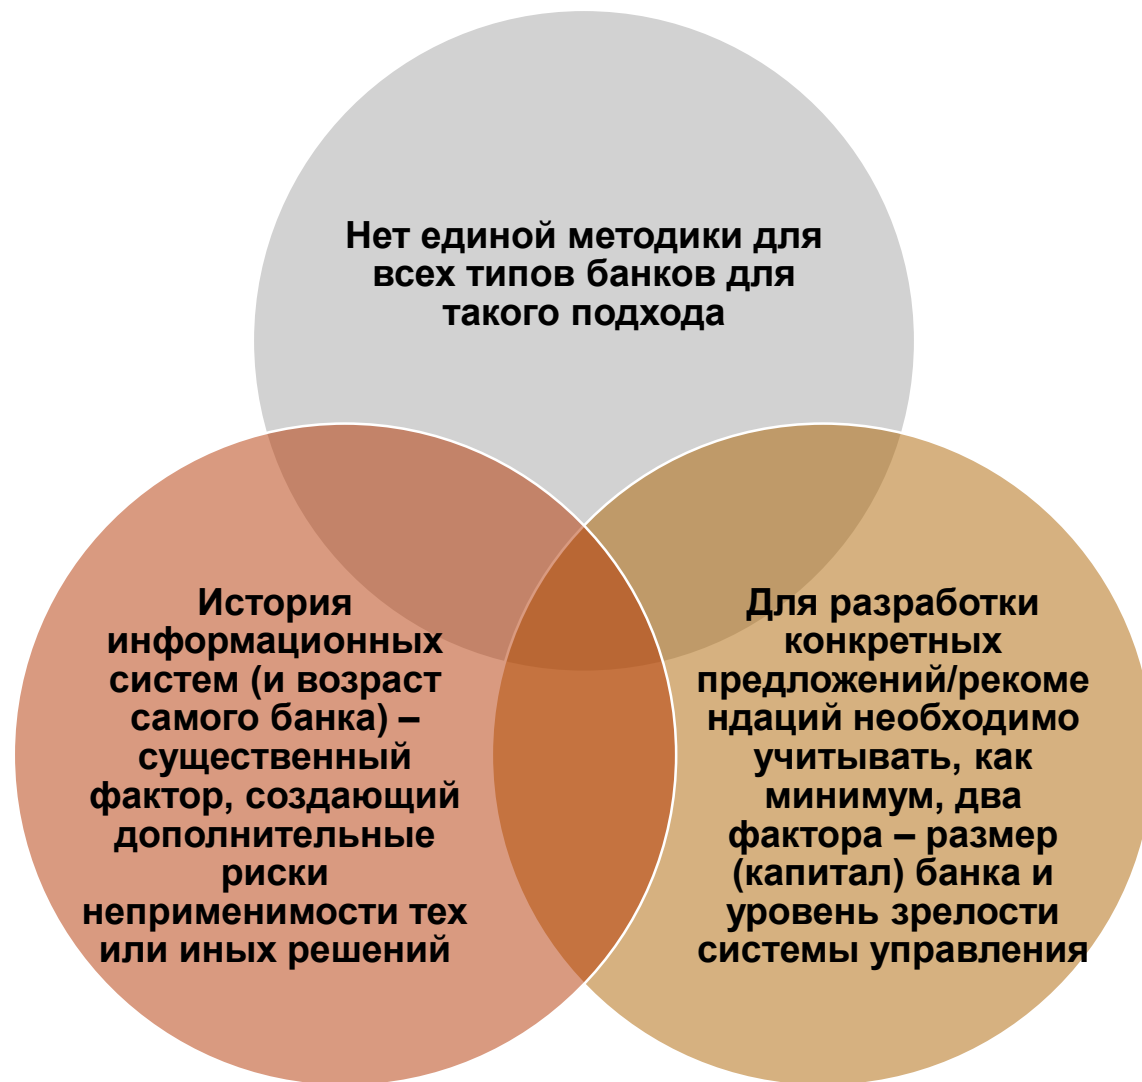 Нет единой методики для
всех типов банков для
такого подхода
История
информационных
систем (и возраст
самого банка) –
существенный
фактор, создающий
дополнительные
риски
неприменимости тех
или иных решений
Для разработки
конкретных
предложений/рекоме
ндаций необходимо
учитывать, как
минимум, два
фактора – размер
(капитал) банка и
уровень зрелости
системы управления